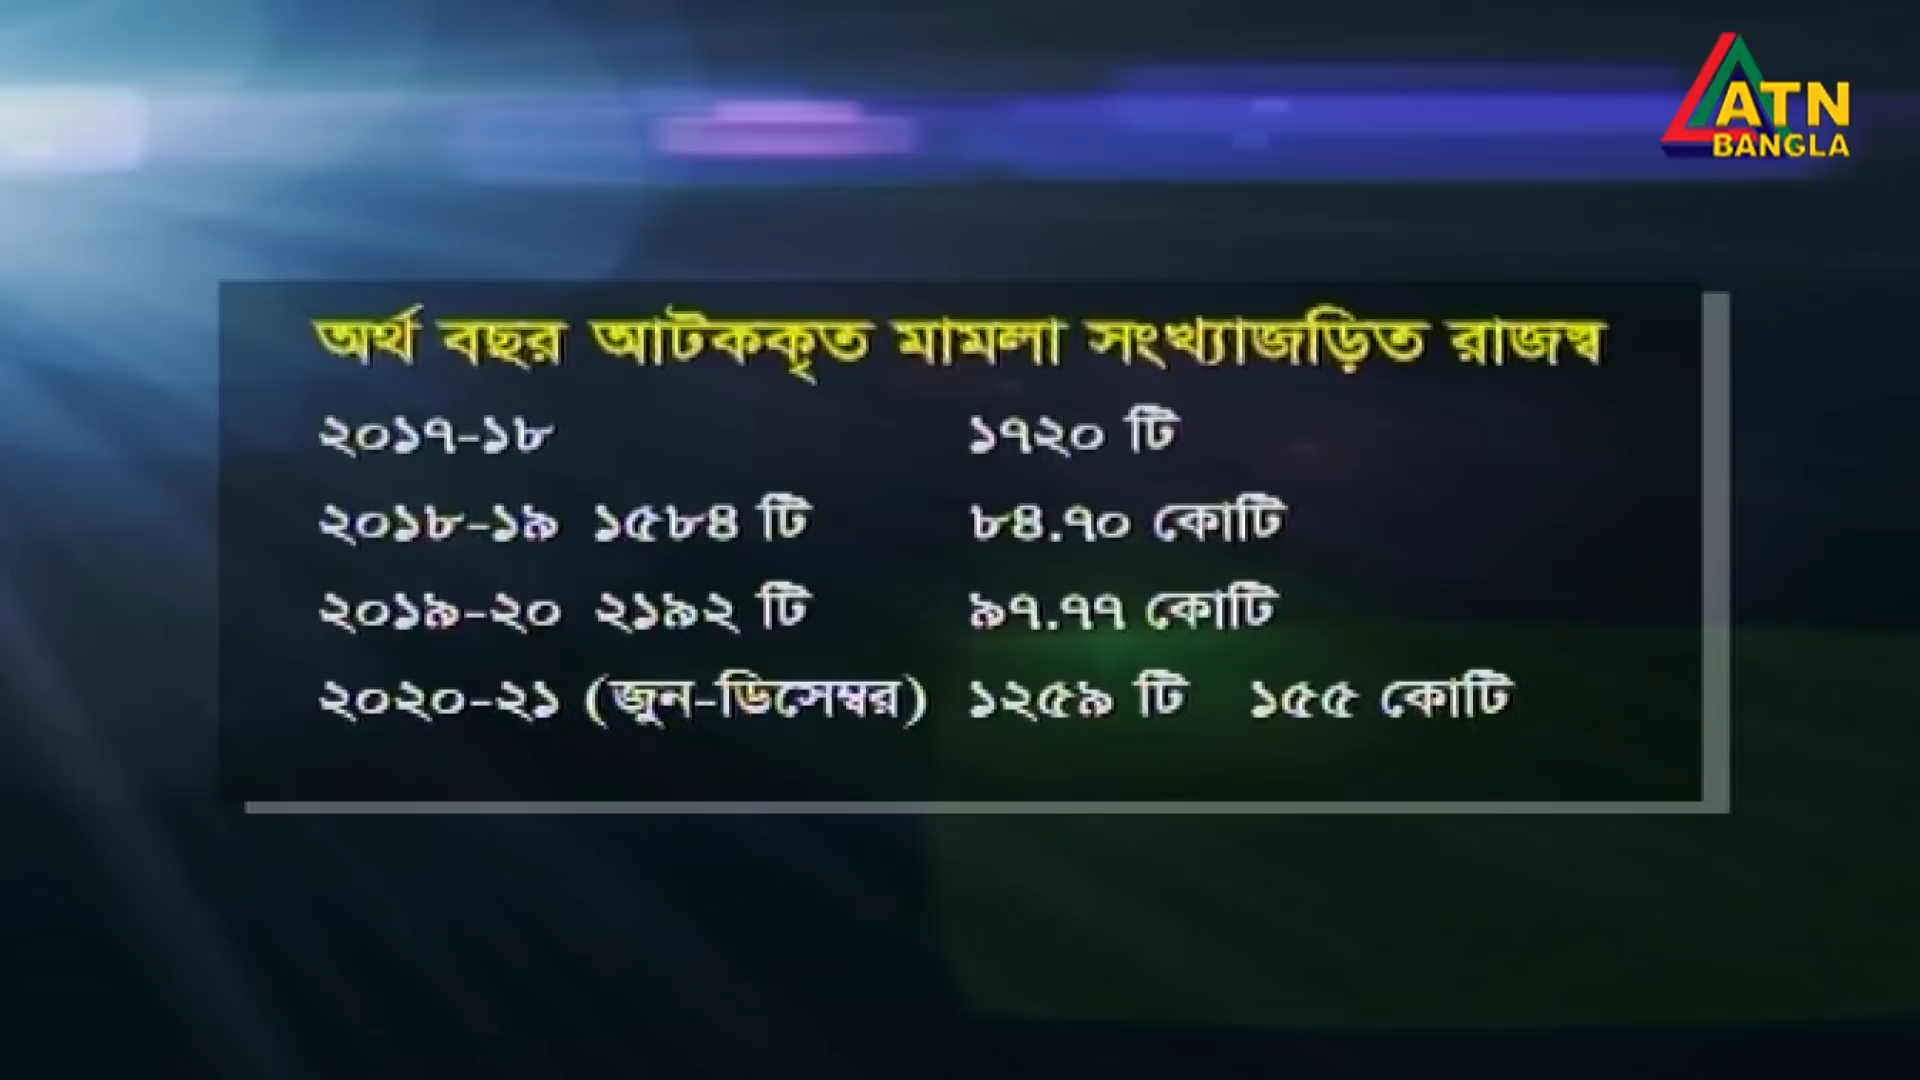 ATN
BANGLA
অর্থ বছর আটককৃত মামলা সংখ্যাজড়িত রাজস্ব
২০১৭-১৮ ১৭২০ টি
২০১৮-১৯ ১৫৮৪ টি ৮৪.৭০ কোটি
২০১৯-২০ ২১৯২ টি ৯৭.৭৭ কোটি
২০২০-২১ (জুন-ডিসেম্বর) ১২৫৯ টি ১৫৫ কোটি